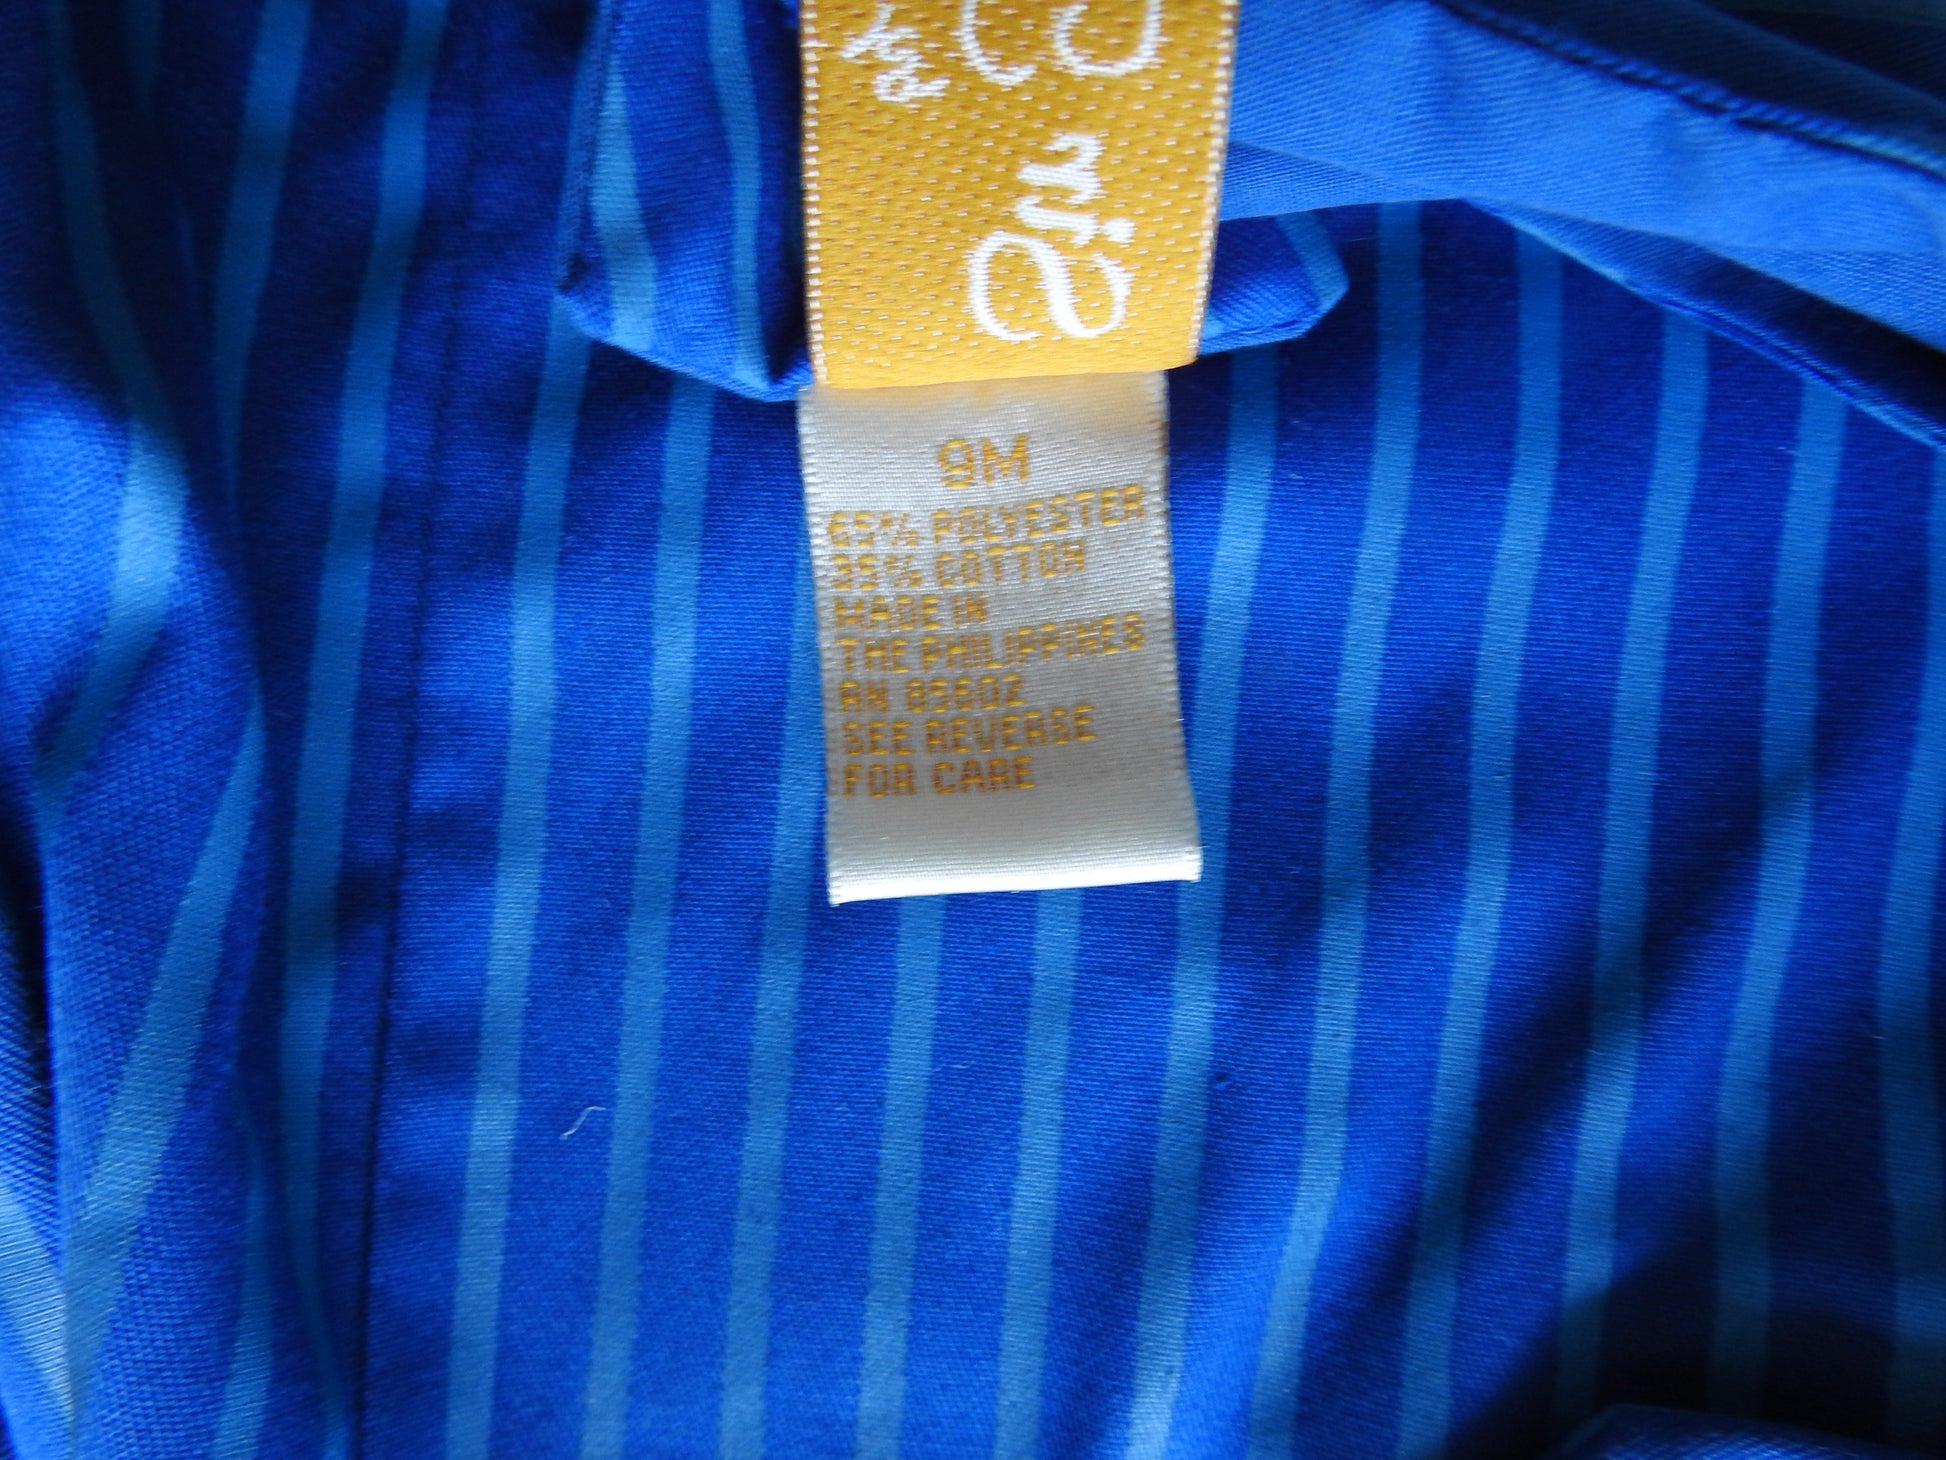 9M
65% POLYESTER
35% COTTON
MADE IN
THE PHILIPPINES
RN 85602
SEE REVERSE
FOR CARE